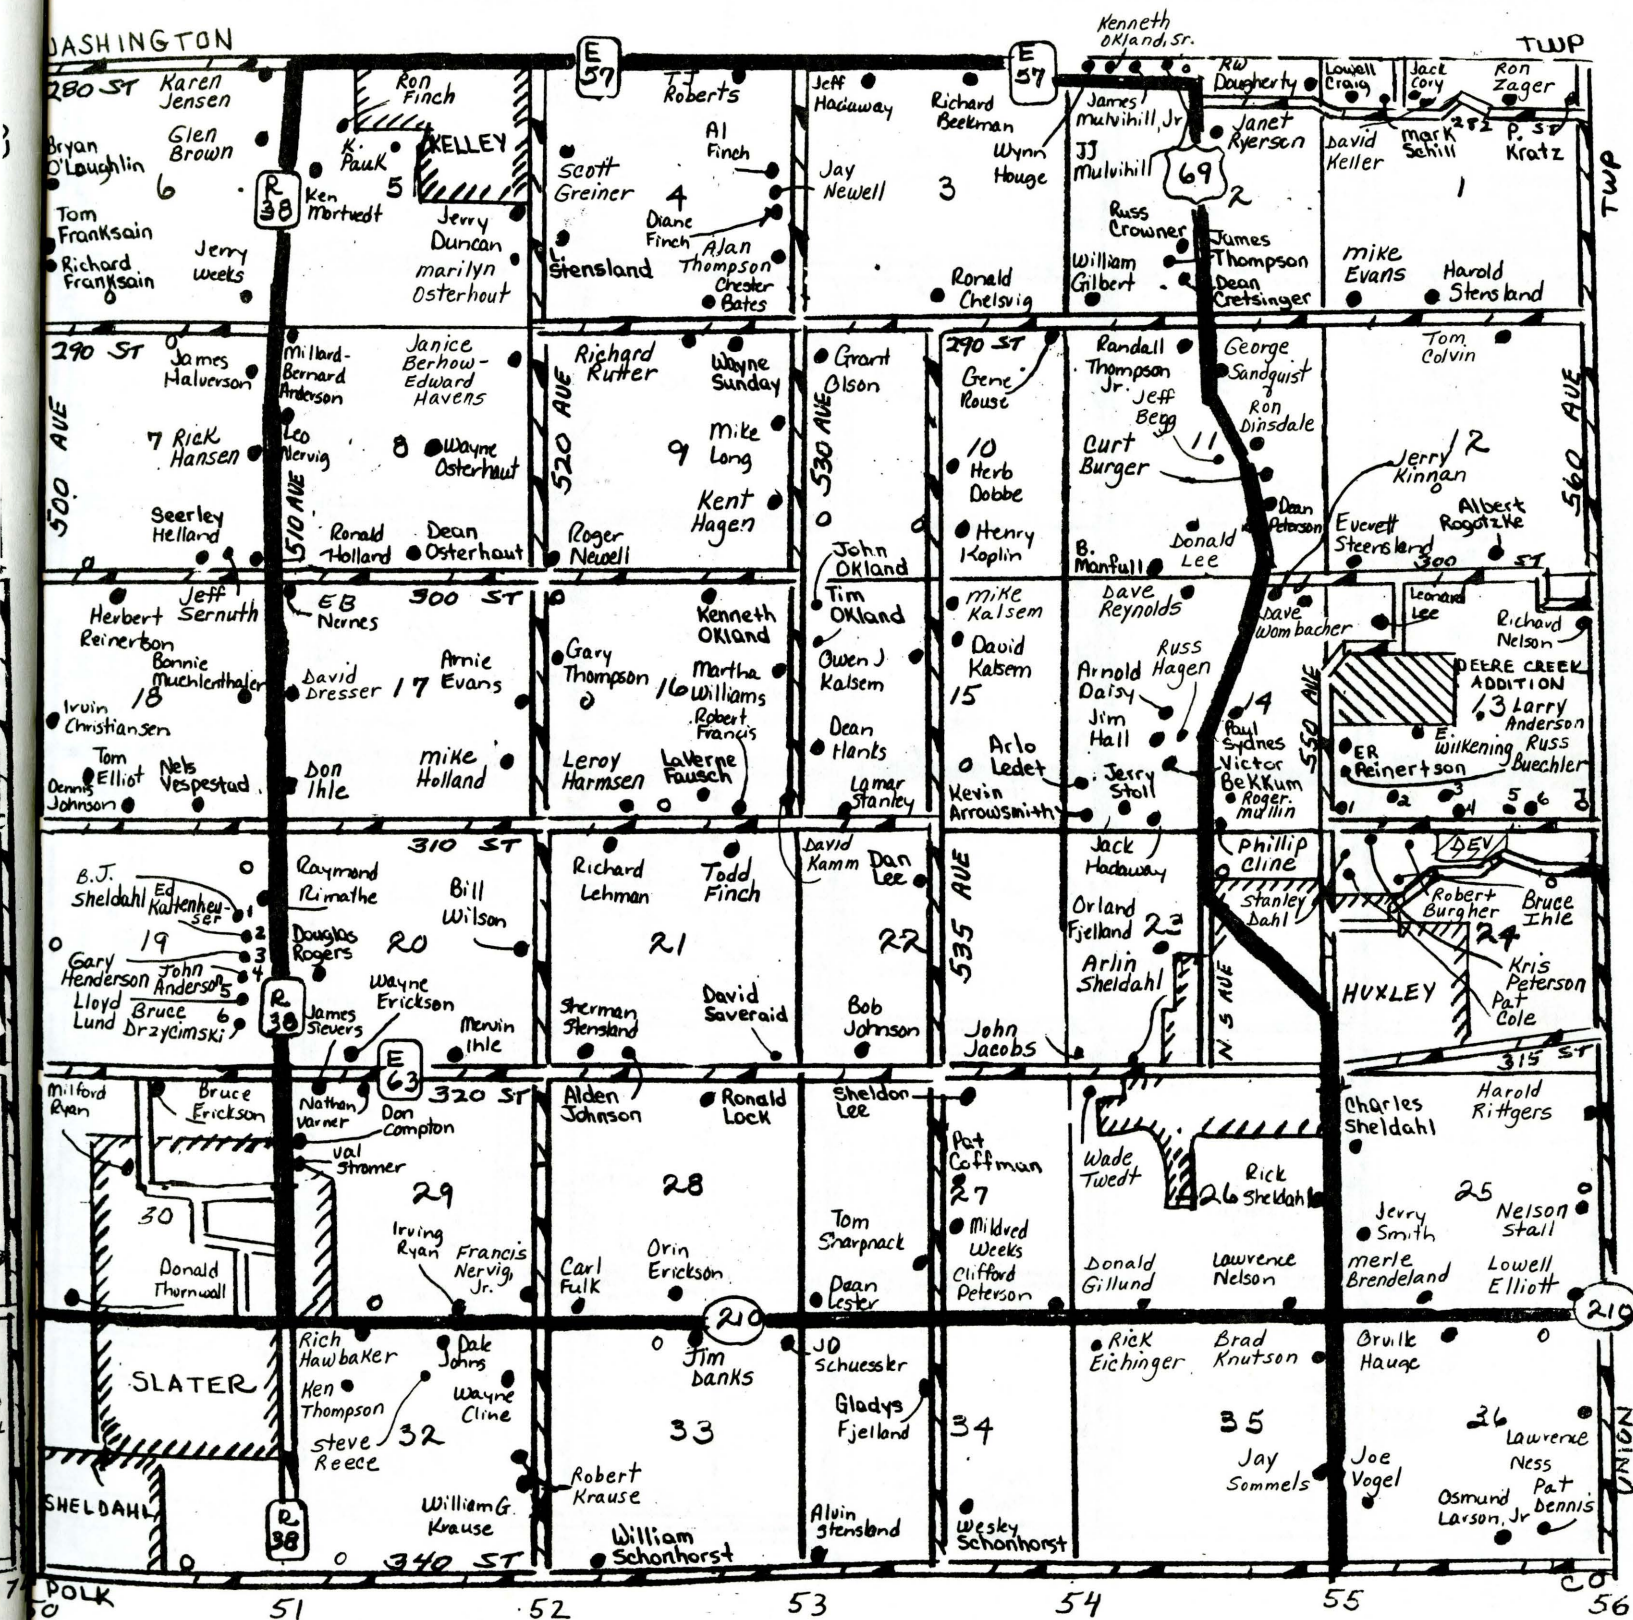 WASHINGTON
TWP
280 ST
Karen
Jensen
Ron
Finch
E
57
T.J.
Roberts
Jeff
Hadaway
Richard
Beekman
E
57
Kenneth
Okland, Sr.
James
Mulvihill, Jr
RW
Dougherty
Lowell
Craig
Jack
Cory
Ron
Zager
Bryan
O'Laughlin
Glen
Brown
K.
Pauk
KELLEY
Al
Finch
Wynn
Houge
JJ
Mulvihill
Janet
Ryerson
David
Keller
Mark
Schill
282 ST
P.
Kratz
TWP
6
R
38
Ken
Mortvedt
5
Scott
Greiner
4
Jay
Newell
3
69
2
1
Tom
Franksain
Richard
Franksain
Jerry
Weeks
Jerry
Duncan
Marilyn
Osterhout
L.
Stensland
Diane
Finch
Alan
Thompson
Chester
Bates
Ronald
Chelsvig
Russ
Crowner
William
Gilbert
James
Thompson
Dean
Cretsinger
Mike
Evans
Harold
Stensland
290 ST
James
Halverson
Millard-
Bernard
Anderson
Janice
Berhow-
Edward
Havens
Richard
Rutter
Wayne
Sunday
Grant
Olson
290 ST
Gene
Rouse
Randall
Thompson
Jr.
George
Sandquist
Tom
Colvin
500 AVE
7
Rick
Hansen
Leo
Nervig
510 AVE
8
Wayne
Osterhout
520 AVE
9
Mike
Long
530 AVE
10
Herb
Dobbe
Jeff
Berg
Curt
Burger
11
Ron
Dinsdale
Jerry
Kinnan
12
560 AVE
Seerley
Helland
Ronald
Holland
Dean
Osterhout
Roger
Newell
Kent
Hagen
John
Okland
Henry
Koplin
B.
Manfull
Donald
Lee
Dean
Peterson
Everett
Steensland
Albert
Rogotzke
300 ST
Herbert
Reinertson
Jeff
Sernuth
EB
Nernes
300 ST
Kenneth
Okland
Tim
Okland
Mike
Kalsem
Dave
Reynolds
Dave
Wombacher
Leonard
Lee
Richard
Nelson
Bonnie
Muehlenthaler
18
David
Dresser
17
Arnie
Evans
Gary
Thompson
16
Martha
Williams
Robert
Francis
Owen J
Kalsem
David
Kalsem
15
Arnold
Daisy
Russ
Hagen
14
550 AVE
DEERE CREEK
ADDITION
13
Larry
Anderson
Irvin
Christiansen
Jim
Hall
Paul
Sydnes
Tom
Elliot
Nels
Vespestad
Dennis
Johnson
Don
Ihle
Mike
Holland
Leroy
Harmsen
LaVerne
Fausch
Dean
Hanks
Lamar
Stanley
Arlo
Ledet
Kevin
Arrowsmith
Jerry
Stoll
Victor
Bekkum
Roger
Mullin
ER
Reinertson
E
Wilkening
Russ
Buechler
1 2 3 4 5 6
310 ST
B.J.
Sheldahl
Ed
Kaltenheu-
ser
Raymond
Rimathe
Bill
Wilson
Richard
Lehman
Todd
Finch
David
Kamm
Dan
Lee
535 AVE
Jack
Hadaway
Phillip
Cline
DEV
19
Gary
Henderson
John
Anderson
Lloyd
Lund
Bruce
Drzycimski
1
2
3
4
5
6
Douglas
Rogers
20
21
22
Orland
Fjelland
23
Stanley
Dahl
Robert
Burgher
Bruce
Ihle
24
R
38
James
Sievers
Wayne
Erickson
Mervin
Ihle
Sherman
Stensland
David
Saveraid
Bob
Johnson
Arlin
Sheldahl
John
Jacobs
N. S AVE
HUXLEY
Kris
Peterson
Pat
Cole
315 ST
Milford
Ryan
Bruce
Erickson
Nathan
Varner
E
63
320 ST
Don
Compton
Val
Stromer
Alden
Johnson
Ronald
Lock
Sheldon
Lee
Charles
Sheldahl
Harold
Rittgers
30
29
28
Pat
Coffman
27
Wade
Twedt
26
Rick
Sheldahl
25
Nelson
Stall
Donald
Thornwall
Irving
Ryan
Francis
Nervig,
Jr.
Carl
Fulk
Orin
Erickson
Tom
Sharpnack
Dean
Lester
Mildred
Weeks
Clifford
Peterson
Donald
Gillund
Lawrence
Nelson
Jerry
Smith
Merle
Brendeland
Lowell
Elliott
210
210
SLATER
Rich
Hawbaker
Dale
Johns
Ken
Thompson
Wayne
Cline
Jim
Danks
JD
Schuessler
Rick
Eichinger
Brad
Knutson
Orville
Hauge
Steve
Reece
32
33
Gladys
Fjelland
34
35
36
Lawrence
Ness
UNION
SHELDAHL
R
38
William G.
Krause
Robert
Krause
William
Schonhorst
Alvin
Stensland
Wesley
Schonhorst
Jay
Sommels
Joe
Vogel
Osmund
Larson, Jr
Pat
Dennis
340 ST
POLK
CO
51
52
53
54
55
56